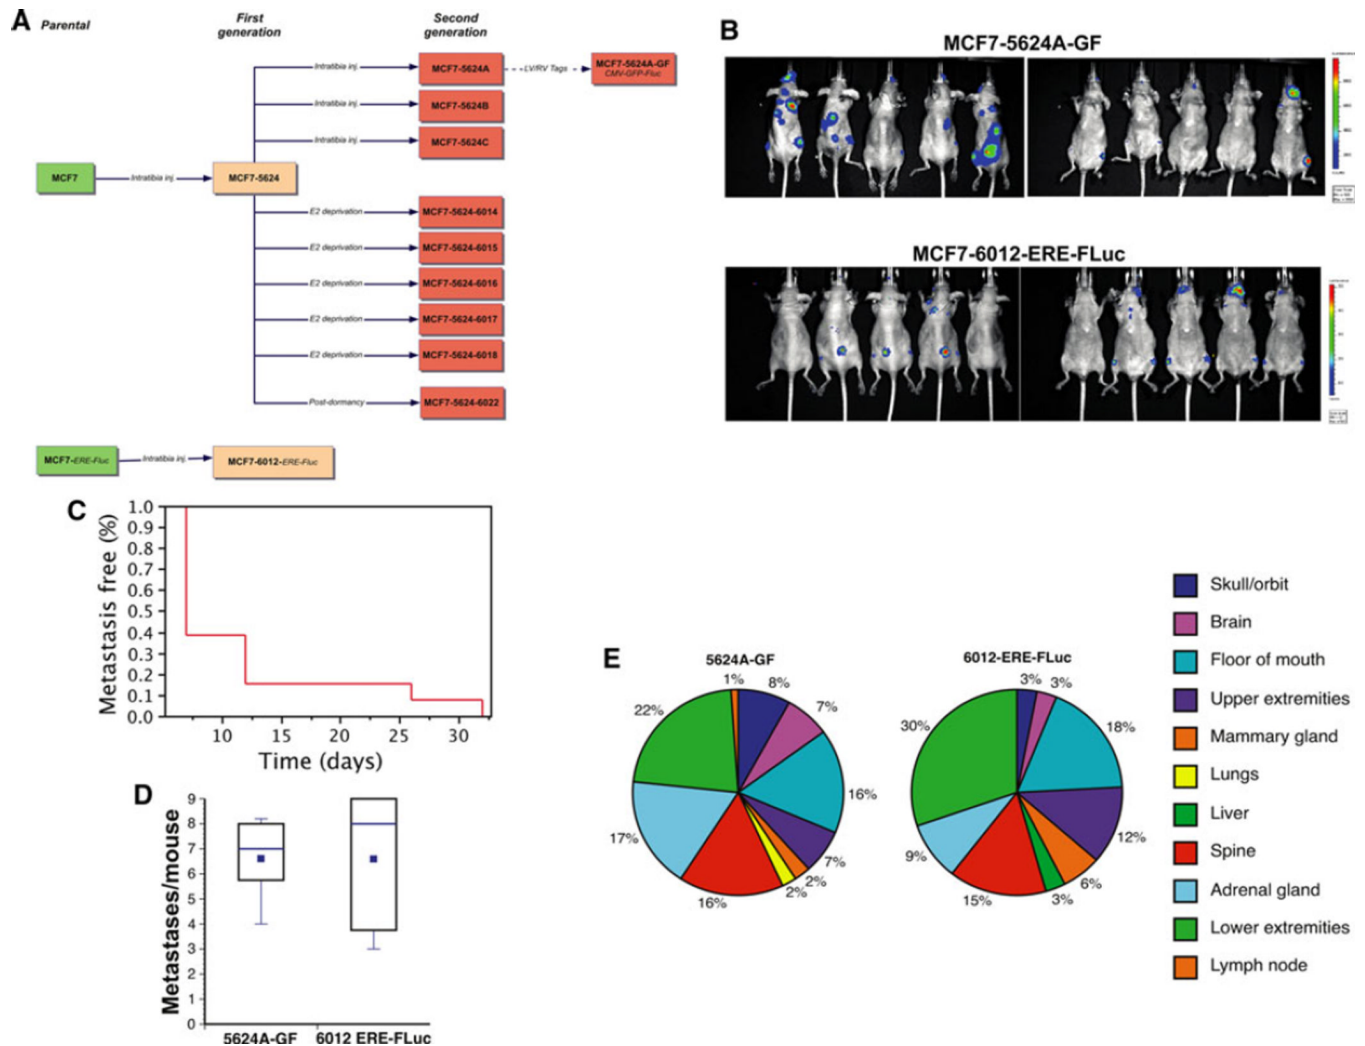 A
Parental
First
generation
Second
generation
Intratibia inj.
MCF7-5624A
LV/RV Tags
MCF7-5624A-GF
CMV-GFP-Fluc
Intratibia inj.
MCF7-5624B
Intratibia inj.
MCF7-5624C
MCF7
Intratibia inj.
MCF7-5624
E2 deprivation
MCF7-5624-6014
E2 deprivation
MCF7-5624-6015
E2 deprivation
MCF7-5624-6016
E2 deprivation
MCF7-5624-6017
E2 deprivation
MCF7-5624-6018
Post-dormancy
MCF7-5624-6022
MCF7-ERE-Fluc
Intratibia inj.
MCF7-6012-ERE-Fluc
B
MCF7-5624A-GF
MCF7-6012-ERE-FLuc
C
Metastasis free (%)
1.0
0.9
0.8
0.7
0.6
0.5
0.4
0.3
0.2
0.1
0.0
10
15
20
25
30
Time (days)
D
Metastases/mouse
9
8
7
6
5
4
3
2
1
0
5624A-GF
6012 ERE-FLuc
E
5624A-GF
1%
8%
7%
16%
7%
2%
2%
16%
17%
22%
6012-ERE-FLuc
3%
3%
18%
12%
6%
3%
15%
9%
30%
Skull/orbit
Brain
Floor of mouth
Upper extremities
Mammary gland
Lungs
Liver
Spine
Adrenal gland
Lower extremities
Lymph node